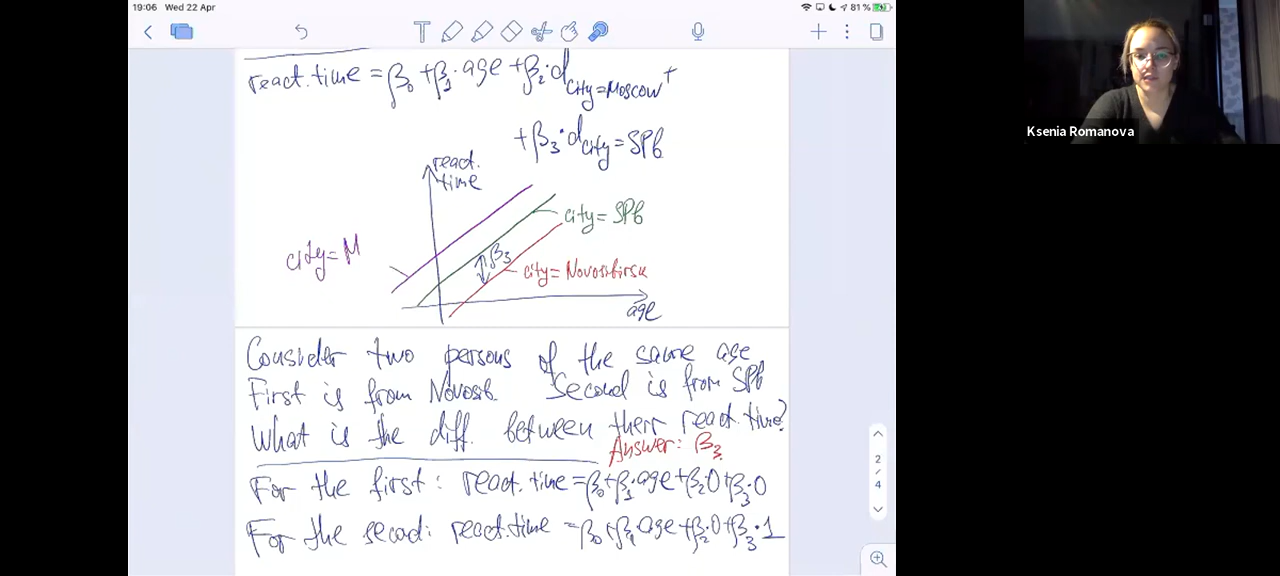 19:06 Wed 22 Apr
81%
react.time = β₀ + β₁·age + β₂·d city=Moscow +
+ β₃·d city=SPb
react.
time
city=SPb
city=M
β₃
city=Novosibirsk
age
Consider two persons of the same age
First is from Novosib. Second is from SPb
What is the diff. between their react.time?
Answer: β₃
For the first: react.time = β₀+β₁·age+β₂·0+β₃·0
For the secod: react.time = β₀+β₁·age+β₂·0+β₃·1
2
/
4
Ksenia Romanova